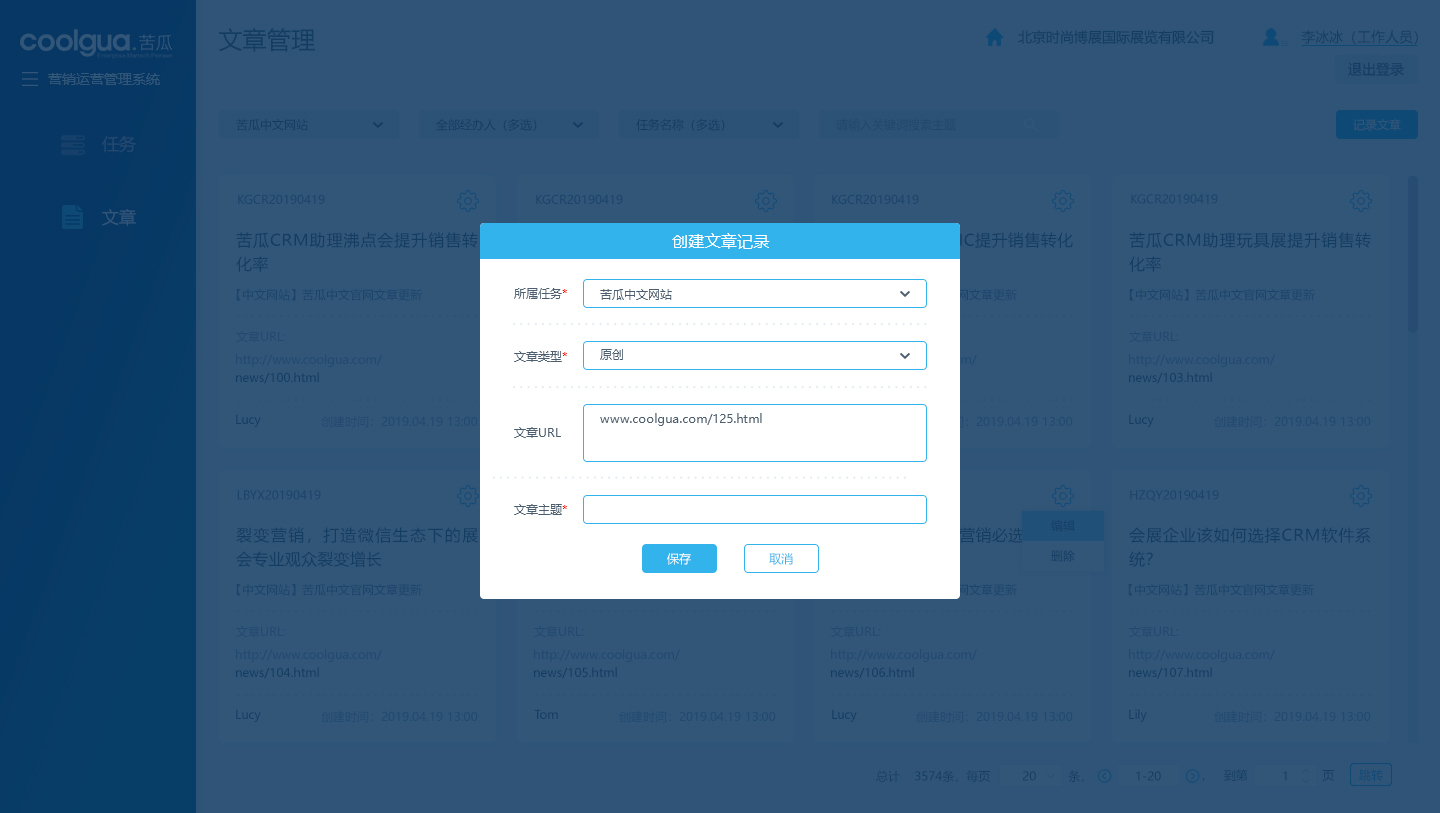 coolgua.苦瓜
营销运营管理系统
任务
文章
文章管理
北京时尚博展国际展览有限公司
李冰冰（工作人员）
退出登录
苦瓜中文网站
全部经办人（多选）
任务名称（多选）
请输入关键词搜索主题
记录文章
KGCR20190419
KGCR20190419
KGCR20190419
KGCR20190419
苦瓜CRM助理沸点会提升销售转
化率
IC提升销售转化
苦瓜CRM助理玩具展提升销售转
化率
【中文网站】苦瓜中文官网文章更新
网文章更新
【中文网站】苦瓜中文官网文章更新
文章URL:
http://www.coolgua.com/
news/100.html
文章URL:
http://www.coolgua.com/
news/103.html
m/
Lucy
创建时间：2019.04.19 13:00
：2019.04.19 13:00
Lucy
创建时间：2019.04.19 13:00
创建文章记录
所属任务*
苦瓜中文网站
文章类型*
原创
文章URL
www.coolgua.com/125.html
文章主题*
保存
取消
LBYX20190419
HZQY20190419
编辑
删除
裂变营销，打造微信生态下的展
会专业观众裂变增长
营销必选
会展企业该如何选择CRM软件系
统?
【中文网站】苦瓜中文官网文章更新
网文章更新
【中文网站】苦瓜中文官网文章更新
文章URL:
http://www.coolgua.com/
news/104.html
文章URL:
http://www.coolgua.com/
news/105.html
文章URL:
http://www.coolgua.com/
news/106.html
文章URL:
http://www.coolgua.com/
news/107.html
Lucy
创建时间：2019.04.19 13:00
Tom
创建时间：2019.04.19 13:00
Lucy
创建时间：2019.04.19 13:00
Lily
创建时间：2019.04.19 13:00
总计 3574条，每页 20 条， 1-20 ， 到第 1 页 跳转